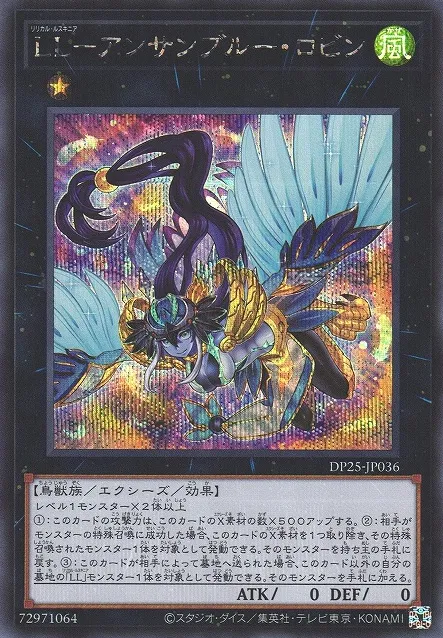 リリカル・ルスキニア
LL－アンサンブルー・ロビン
かぜ
風
DP25-JP036
【鳥獣族／エクシーズ／効果】
レベル1モンスター×2体以上
①：このカードの攻撃力は、このカードのX素材の数×500アップする。②：相手が
モンスターの特殊召喚に成功した場合、このカードのX素材を1つ取り除き、その特殊
召喚されたモンスター1体を対象として発動できる。そのモンスターを持ち主の手札に
戻す。③：このカードが相手によって墓地へ送られた場合、このカード以外の自分の
墓地の「LL」モンスター1体を対象として発動できる。そのモンスターを手札に加える。
ATK/ 0 DEF/ 0
72971064 ©スタジオ・ダイス／集英社・テレビ東京・KONAMI